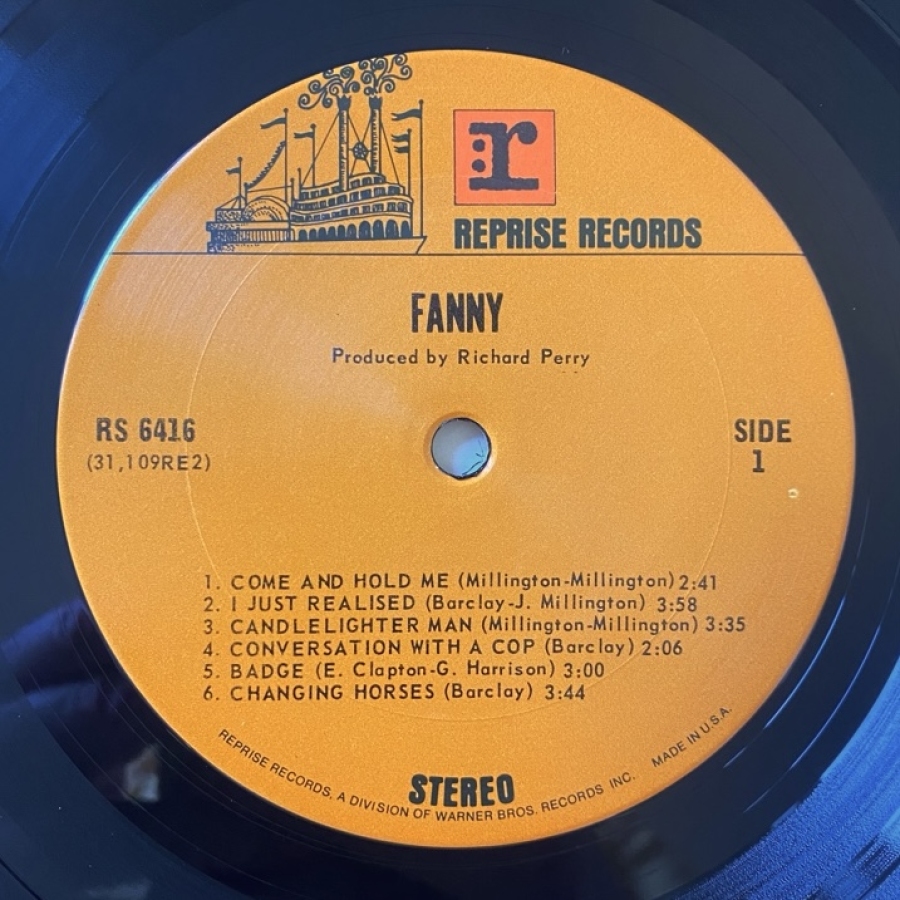 r
REPRISE RECORDS
FANNY
Produced by Richard Perry
RS 6416
(31,109RE2)
SIDE
1
1. COME AND HOLD ME (Millington-Millington) 2:41
2. I JUST REALISED (Barclay-J. Millington) 3:58
3. CANDLELIGHTER MAN (Millington-Millington) 3:35
4. CONVERSATION WITH A COP (Barclay) 2:06
5. BADGE (E. Clapton-G. Harrison) 3:00
6. CHANGING HORSES (Barclay) 3:44
STEREO
REPRISE RECORDS, A DIVISION OF WARNER BROS. RECORDS INC. MADE IN U.S.A.